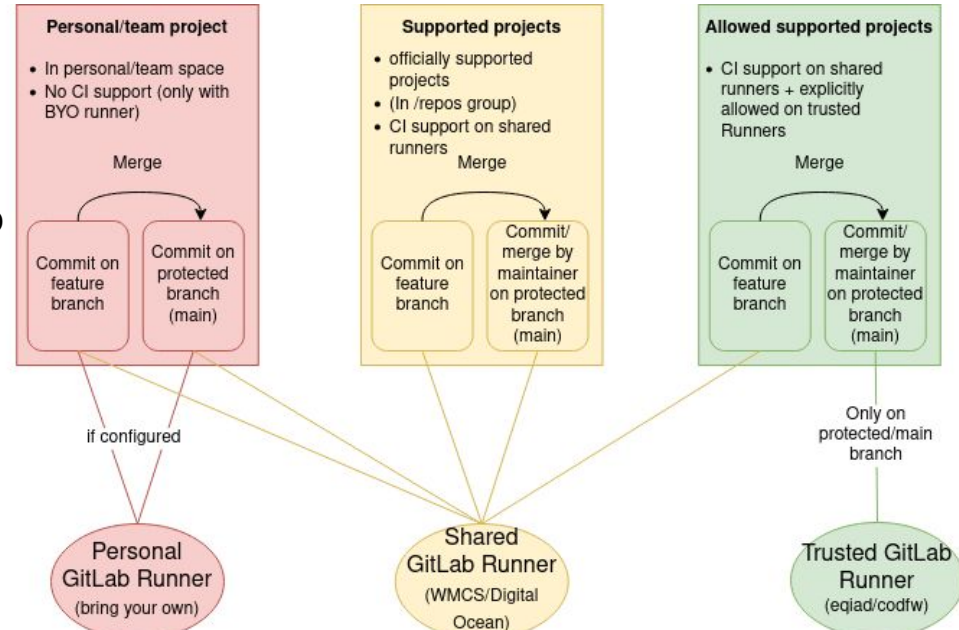 Personal/team project
• In personal/team space
• No CI support (only with
BYO runner)
Merge
Commit on
feature
branch
Commit on
protected
branch
(main)
Supported projects
• officially supported
projects
• (In /repos group)
• CI support on shared
runners
Merge
Commit on
feature
branch
Commit/
merge by
maintainer
on protected
branch
(main)
Allowed supported projects
• CI support on shared
runners + explicitly
allowed on trusted
Runners
Merge
Commit on
feature
branch
Commit/
merge by
maintainer
on protected
branch
(main)
if configured
Only on
protected/main
branch
Personal
GitLab Runner
(bring your own)
Shared
GitLab Runner
(WMCS/Digital
Ocean)
Trusted GitLab
Runner
(eqiad/codfw)